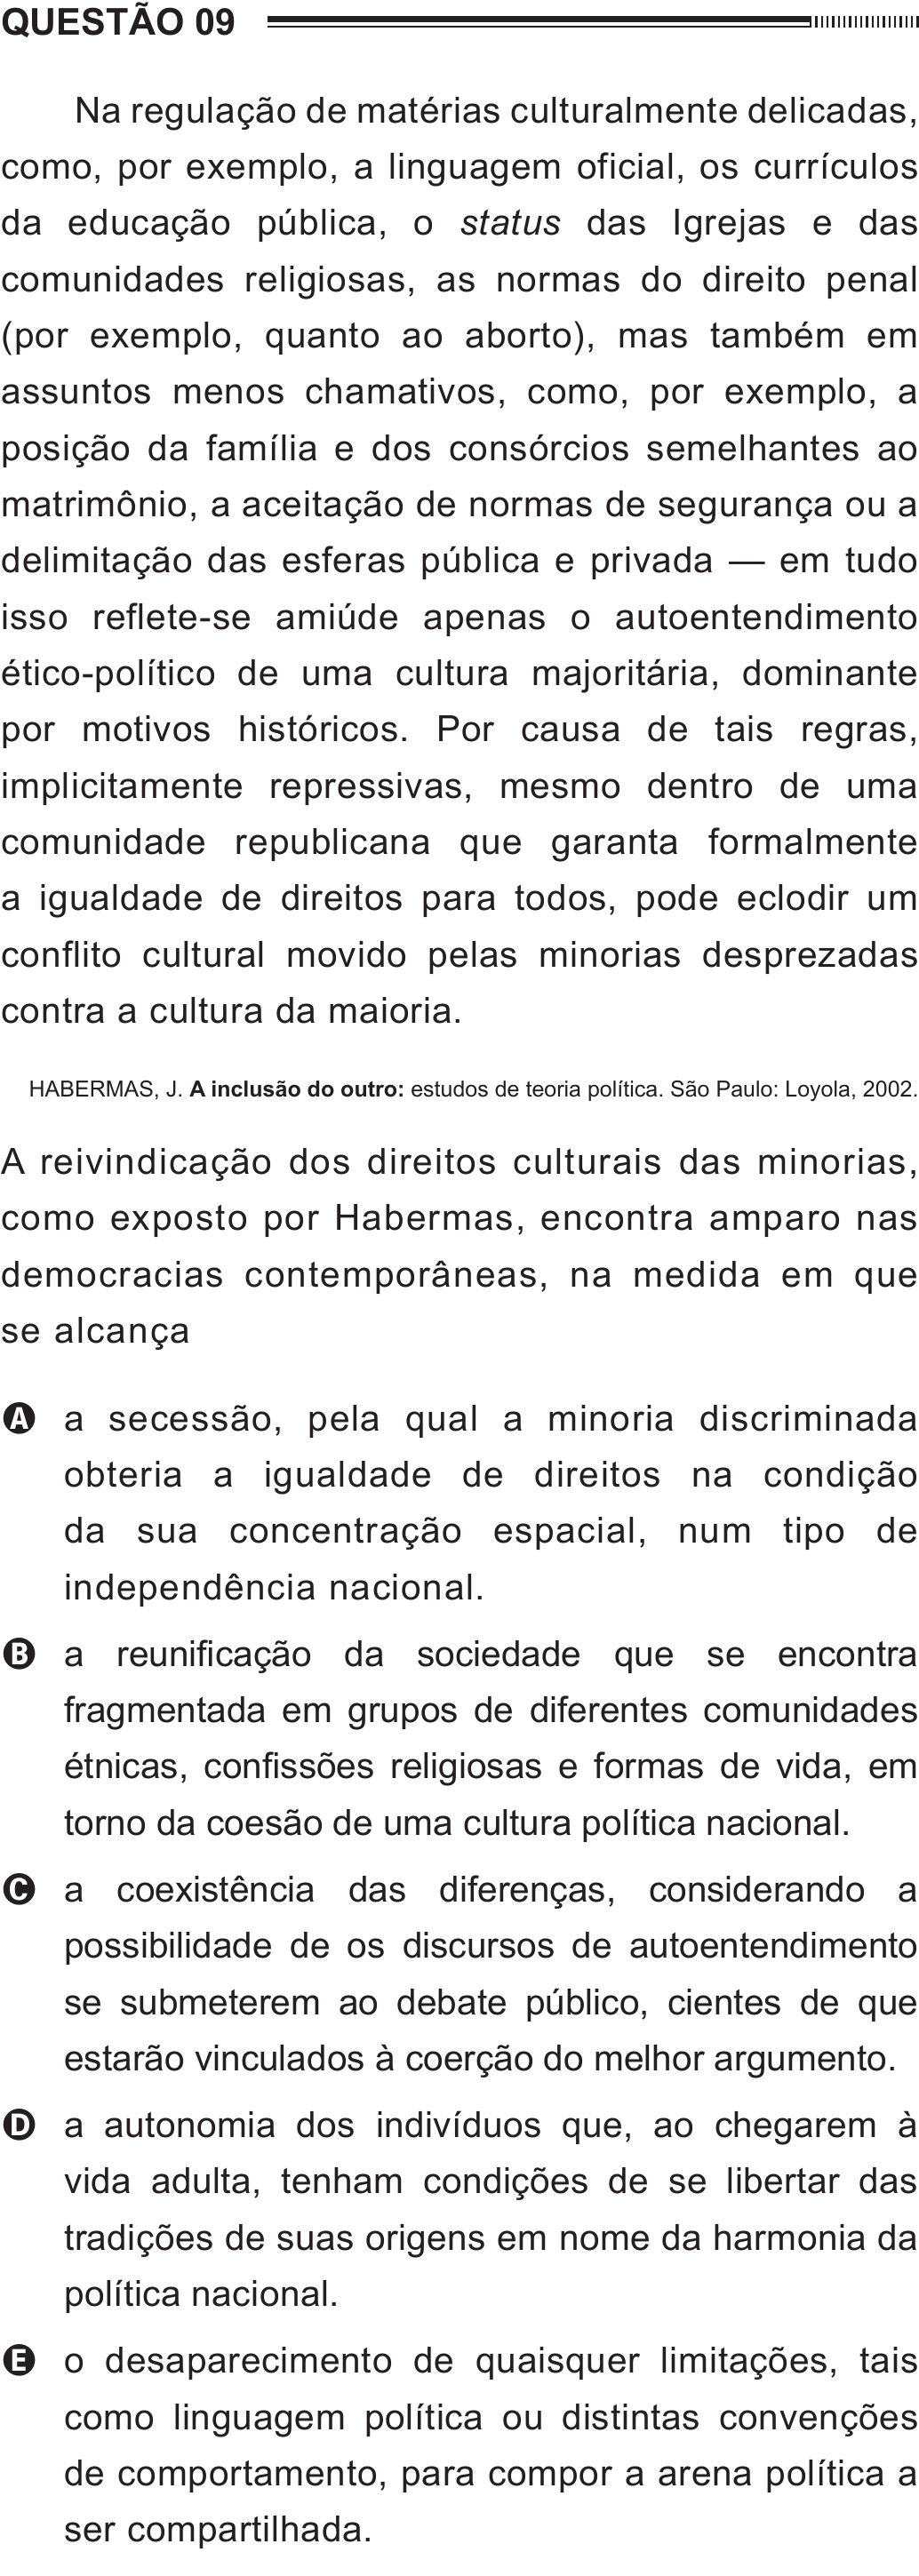 QUESTÃO 09
Na regulação de matérias culturalmente delicadas,
como, por exemplo, a linguagem oficial, os currículos
da educação pública, o status das Igrejas e das
comunidades religiosas, as normas do direito penal
(por exemplo, quanto ao aborto), mas também em
assuntos menos chamativos, como, por exemplo, a
posição da família e dos consórcios semelhantes ao
matrimônio, a aceitação de normas de segurança ou a
delimitação das esferas pública e privada — em tudo
isso reflete-se amiúde apenas o autoentendimento
ético-político de uma cultura majoritária, dominante
por motivos históricos. Por causa de tais regras,
implicitamente repressivas, mesmo dentro de uma
comunidade republicana que garanta formalmente
a igualdade de direitos para todos, pode eclodir um
conflito cultural movido pelas minorias desprezadas
contra a cultura da maioria.
HABERMAS, J. A inclusão do outro: estudos de teoria política. São Paulo: Loyola, 2002.
A reivindicação dos direitos culturais das minorias,
como exposto por Habermas, encontra amparo nas
democracias contemporâneas, na medida em que
se alcança
A a secessão, pela qual a minoria discriminada
obteria a igualdade de direitos na condição
da sua concentração espacial, num tipo de
independência nacional.
B a reunificação da sociedade que se encontra
fragmentada em grupos de diferentes comunidades
étnicas, confissões religiosas e formas de vida, em
torno da coesão de uma cultura política nacional.
C a coexistência das diferenças, considerando a
possibilidade de os discursos de autoentendimento
se submeterem ao debate público, cientes de que
estarão vinculados à coerção do melhor argumento.
D a autonomia dos indivíduos que, ao chegarem à
vida adulta, tenham condições de se libertar das
tradições de suas origens em nome da harmonia da
política nacional.
E o desaparecimento de quaisquer limitações, tais
como linguagem política ou distintas convenções
de comportamento, para compor a arena política a
ser compartilhada.